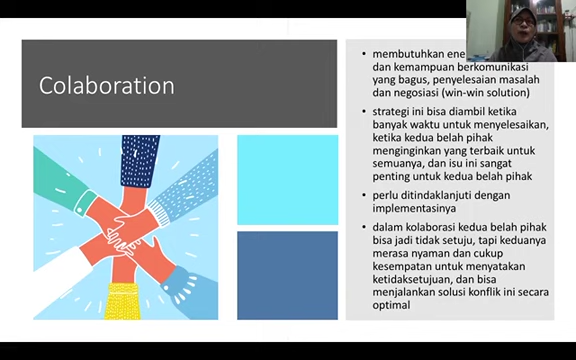 Colaboration
• membutuhkan ene
dan kemampuan berkomunikasi
yang bagus, penyelesaian masalah
dan negosiasi (win-win solution)
• strategi ini bisa diambil ketika
banyak waktu untuk menyelesaikan,
ketika kedua belah pihak
menginginkan yang terbaik untuk
semuanya, dan isu ini sangat
penting untuk kedua belah pihak
• perlu ditindaklanjuti dengan
implementasinya
• dalam kolaborasi kedua belah pihak
bisa jadi tidak setuju, tapi keduanya
merasa nyaman dan cukup
kesempatan untuk menyatakan
ketidaksetujuan, dan bisa
menjalankan solusi konflik ini secara
optimal